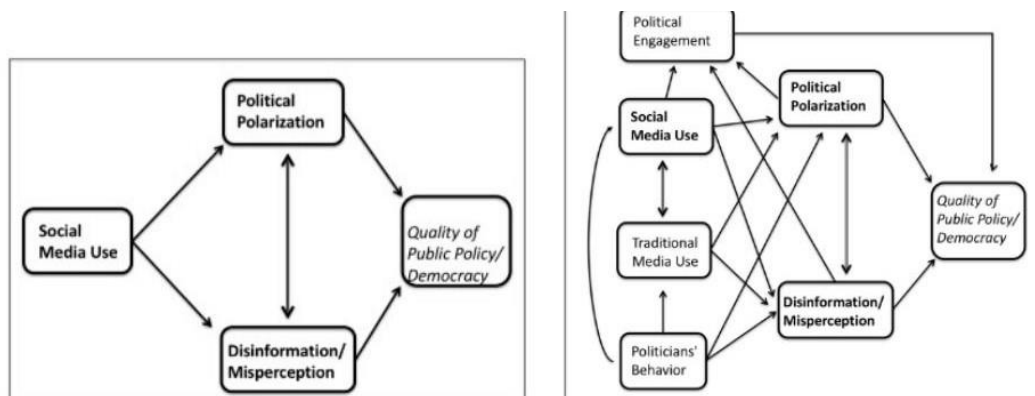 Political
Polarization
Social
Media Use
Quality of
Public Policy/
Democracy
Disinformation/
Misperception
Political
Engagement
Political
Polarization
Social
Media Use
Traditional
Media Use
Quality of
Public Policy/
Democracy
Disinformation/
Misperception
Politicians'
Behavior